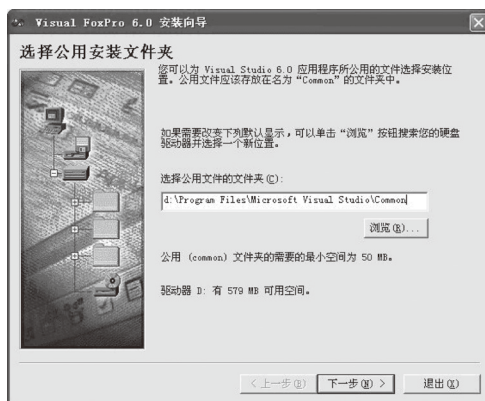 Visual FoxPro 6.0 安装向导
选择公用安装文件夹
您可以为 Visual Studio 6.0 应用程序所公用的文件选择安装位
置。公用文件应该存放在名为“Common”的文件夹中。
如果需要改变下列默认显示，可以单击“浏览”按钮搜索您的硬盘
驱动器并选择一个新位置。
选择公用文件的文件夹(C):
d:\Program Files\Microsoft Visual Studio\Common
浏览(R)...
公用 (common) 文件夹的需要的最小空间为 50 MB。
驱动器 D: 有 579 MB 可用空间。
<上一步(B) 下一步(N) > 退出(X)